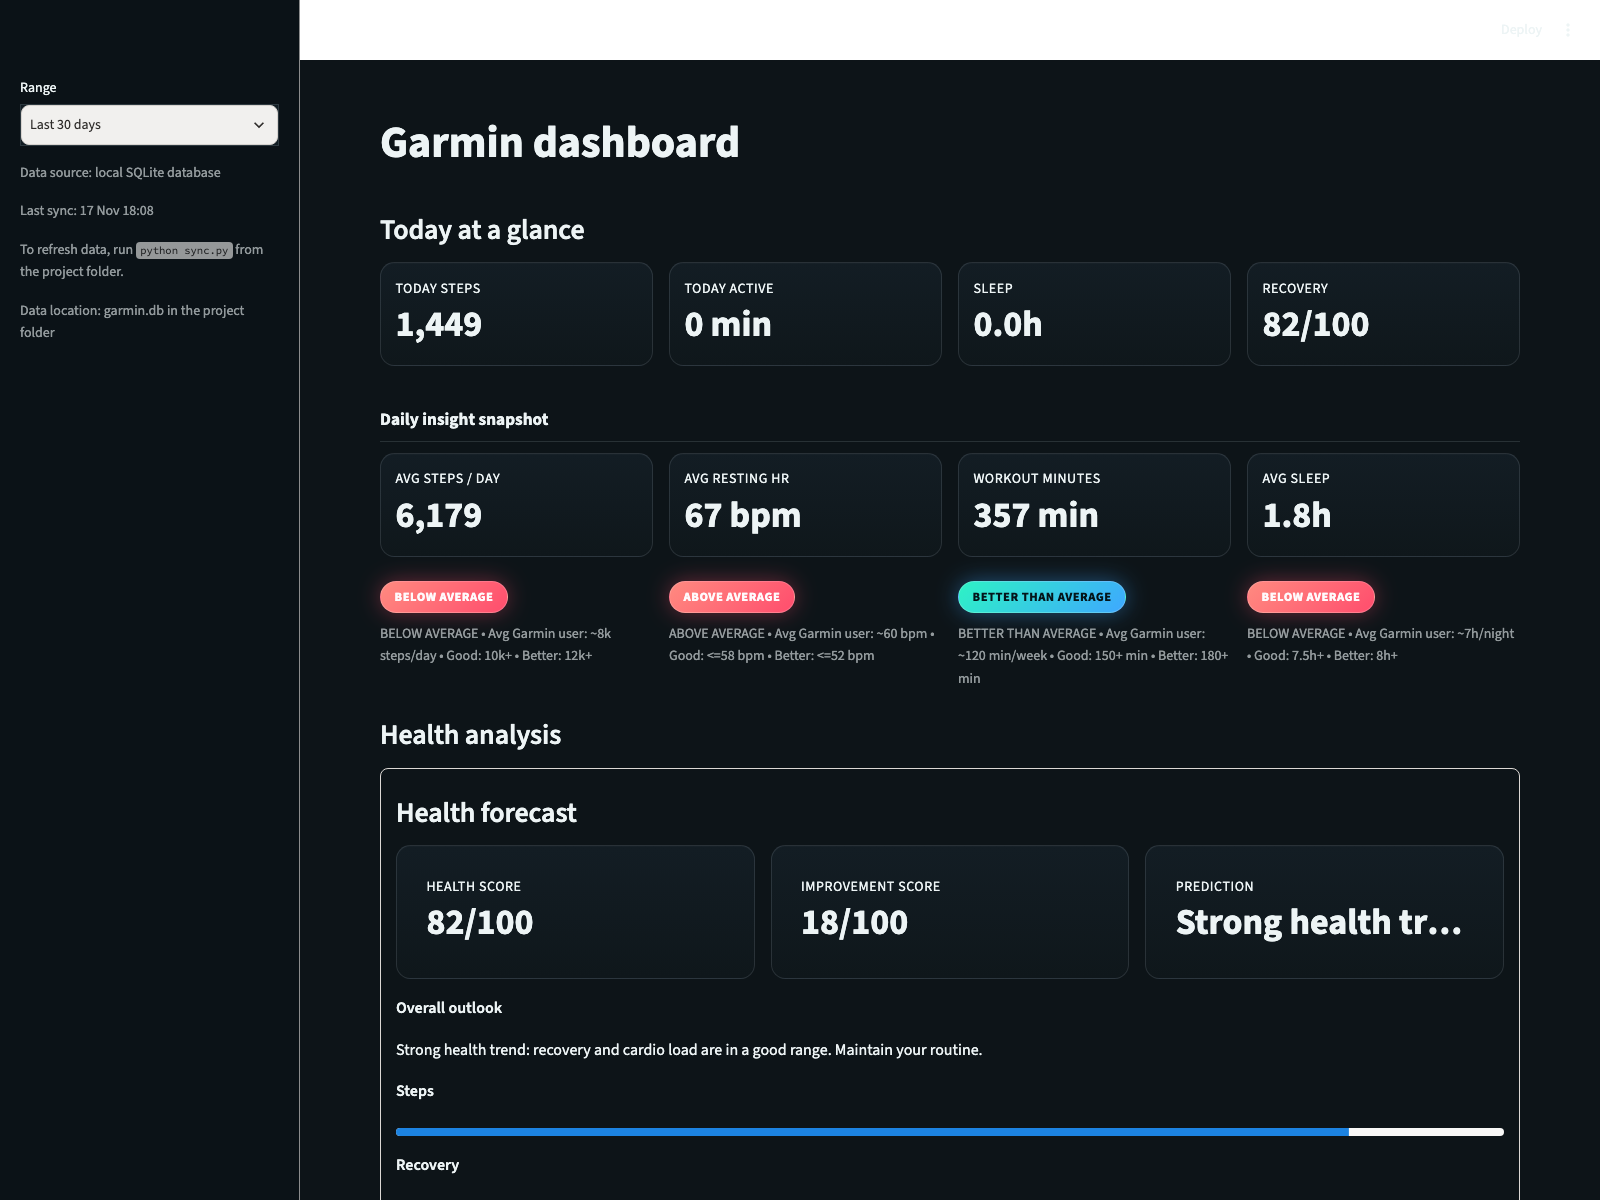 Deploy
Range
Last 30 days
Data source: local SQLite database
Last sync: 17 Nov 18:08
To refresh data, run python sync.py from
the project folder.
Data location: garmin.db in the project
folder
Garmin dashboard
Today at a glance
TODAY STEPS
1,449
TODAY ACTIVE
0 min
SLEEP
0.0h
RECOVERY
82/100
Daily insight snapshot
AVG STEPS / DAY
6,179
AVG RESTING HR
67 bpm
WORKOUT MINUTES
357 min
AVG SLEEP
1.8h
BELOW AVERAGE
BELOW AVERAGE • Avg Garmin user: ~8k
steps/day • Good: 10k+ • Better: 12k+
ABOVE AVERAGE
ABOVE AVERAGE • Avg Garmin user: ~60 bpm •
Good: <=58 bpm • Better: <=52 bpm
BETTER THAN AVERAGE
BETTER THAN AVERAGE • Avg Garmin user:
~120 min/week • Good: 150+ min • Better: 180+
min
BELOW AVERAGE
BELOW AVERAGE • Avg Garmin user: ~7h/night
• Good: 7.5h+ • Better: 8h+
Health analysis
Health forecast
HEALTH SCORE
82/100
IMPROVEMENT SCORE
18/100
PREDICTION
Strong health tr...
Overall outlook
Strong health trend: recovery and cardio load are in a good range. Maintain your routine.
Steps
Recovery